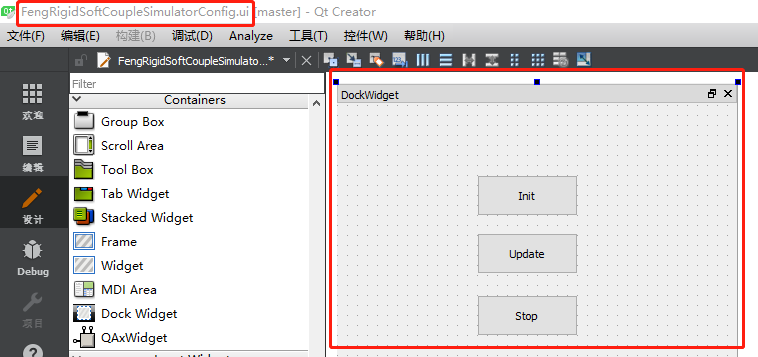 FengRigidSoftCoupleSimulatorConfig.ui [master] - Qt Creator
文件(F) 编辑(E) 构建(B) 调试(D) Analyze 工具(T) 控件(W) 帮助(H)
FengRigidSoftCoupleSimulato...*
Filter
DockWidget
Containers
欢迎
Group Box
Scroll Area
编辑
Tool Box
Tab Widget
Init
设计
Stacked Widget
Frame
Update
Debug
Widget
MDI Area
项目
Dock Widget
Stop
QAxWidget